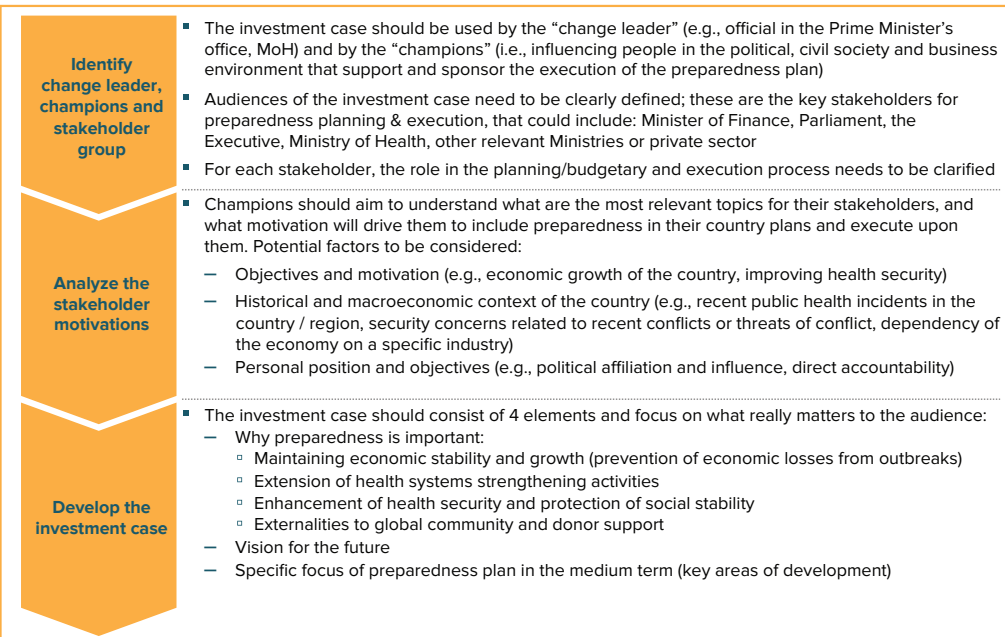 Identify
change leader,
champions and
stakeholder
group
▪ The investment case should be used by the “change leader” (e.g., official in the Prime Minister’s
office, MoH) and by the “champions” (i.e., influencing people in the political, civil society and business
environment that support and sponsor the execution of the preparedness plan)
▪ Audiences of the investment case need to be clearly defined; these are the key stakeholders for
preparedness planning & execution, that could include: Minister of Finance, Parliament, the
Executive, Ministry of Health, other relevant Ministries or private sector
▪ For each stakeholder, the role in the planning/budgetary and execution process needs to be clarified
Analyze the
stakeholder
motivations
▪ Champions should aim to understand what are the most relevant topics for their stakeholders, and
what motivation will drive them to include preparedness in their country plans and execute upon
them. Potential factors to be considered:
— Objectives and motivation (e.g., economic growth of the country, improving health security)
— Historical and macroeconomic context of the country (e.g., recent public health incidents in the
country / region, security concerns related to recent conflicts or threats of conflict, dependency of
the economy on a specific industry)
— Personal position and objectives (e.g., political affiliation and influence, direct accountability)
Develop the
investment case
▪ The investment case should consist of 4 elements and focus on what really matters to the audience:
— Why preparedness is important:
▫ Maintaining economic stability and growth (prevention of economic losses from outbreaks)
▫ Extension of health systems strengthening activities
▫ Enhancement of health security and protection of social stability
▫ Externalities to global community and donor support
— Vision for the future
— Specific focus of preparedness plan in the medium term (key areas of development)